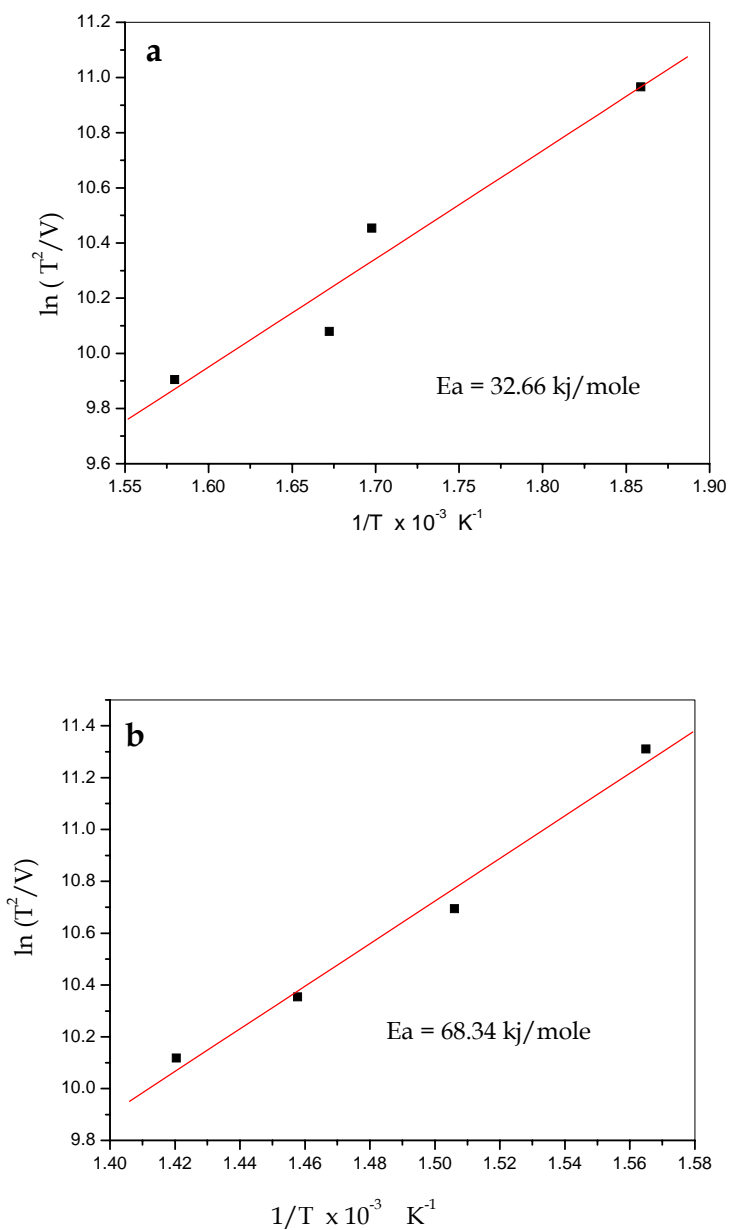 a
11.2
11.0
10.8
10.6
10.4
10.2
10.0
9.8
9.6
ln ( T²/V)
Ea = 32.66 kj/mole
1.55 1.60 1.65 1.70 1.75 1.80 1.85 1.90
1/T x 10⁻³ K⁻¹
b
11.4
11.2
11.0
10.8
10.6
10.4
10.2
10.0
9.8
ln (T²/V)
Ea = 68.34 kj/mole
1.40 1.42 1.44 1.46 1.48 1.50 1.52 1.54 1.56 1.58
1/T x 10⁻³ K⁻¹